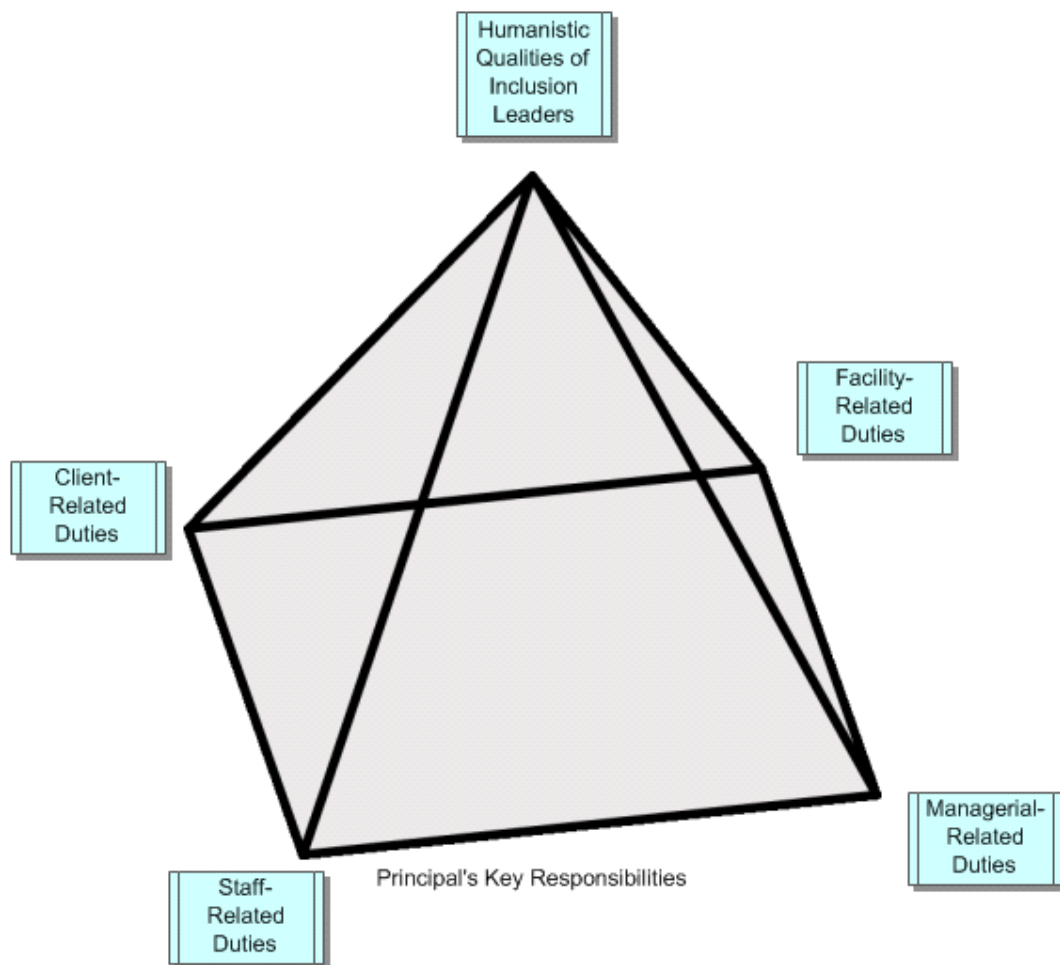 Humanistic
Qualities of
Inclusion
Leaders
Facility-
Related
Duties
Client-
Related
Duties
Managerial-
Related
Duties
Principal's Key Responsibilities
Staff-
Related
Duties